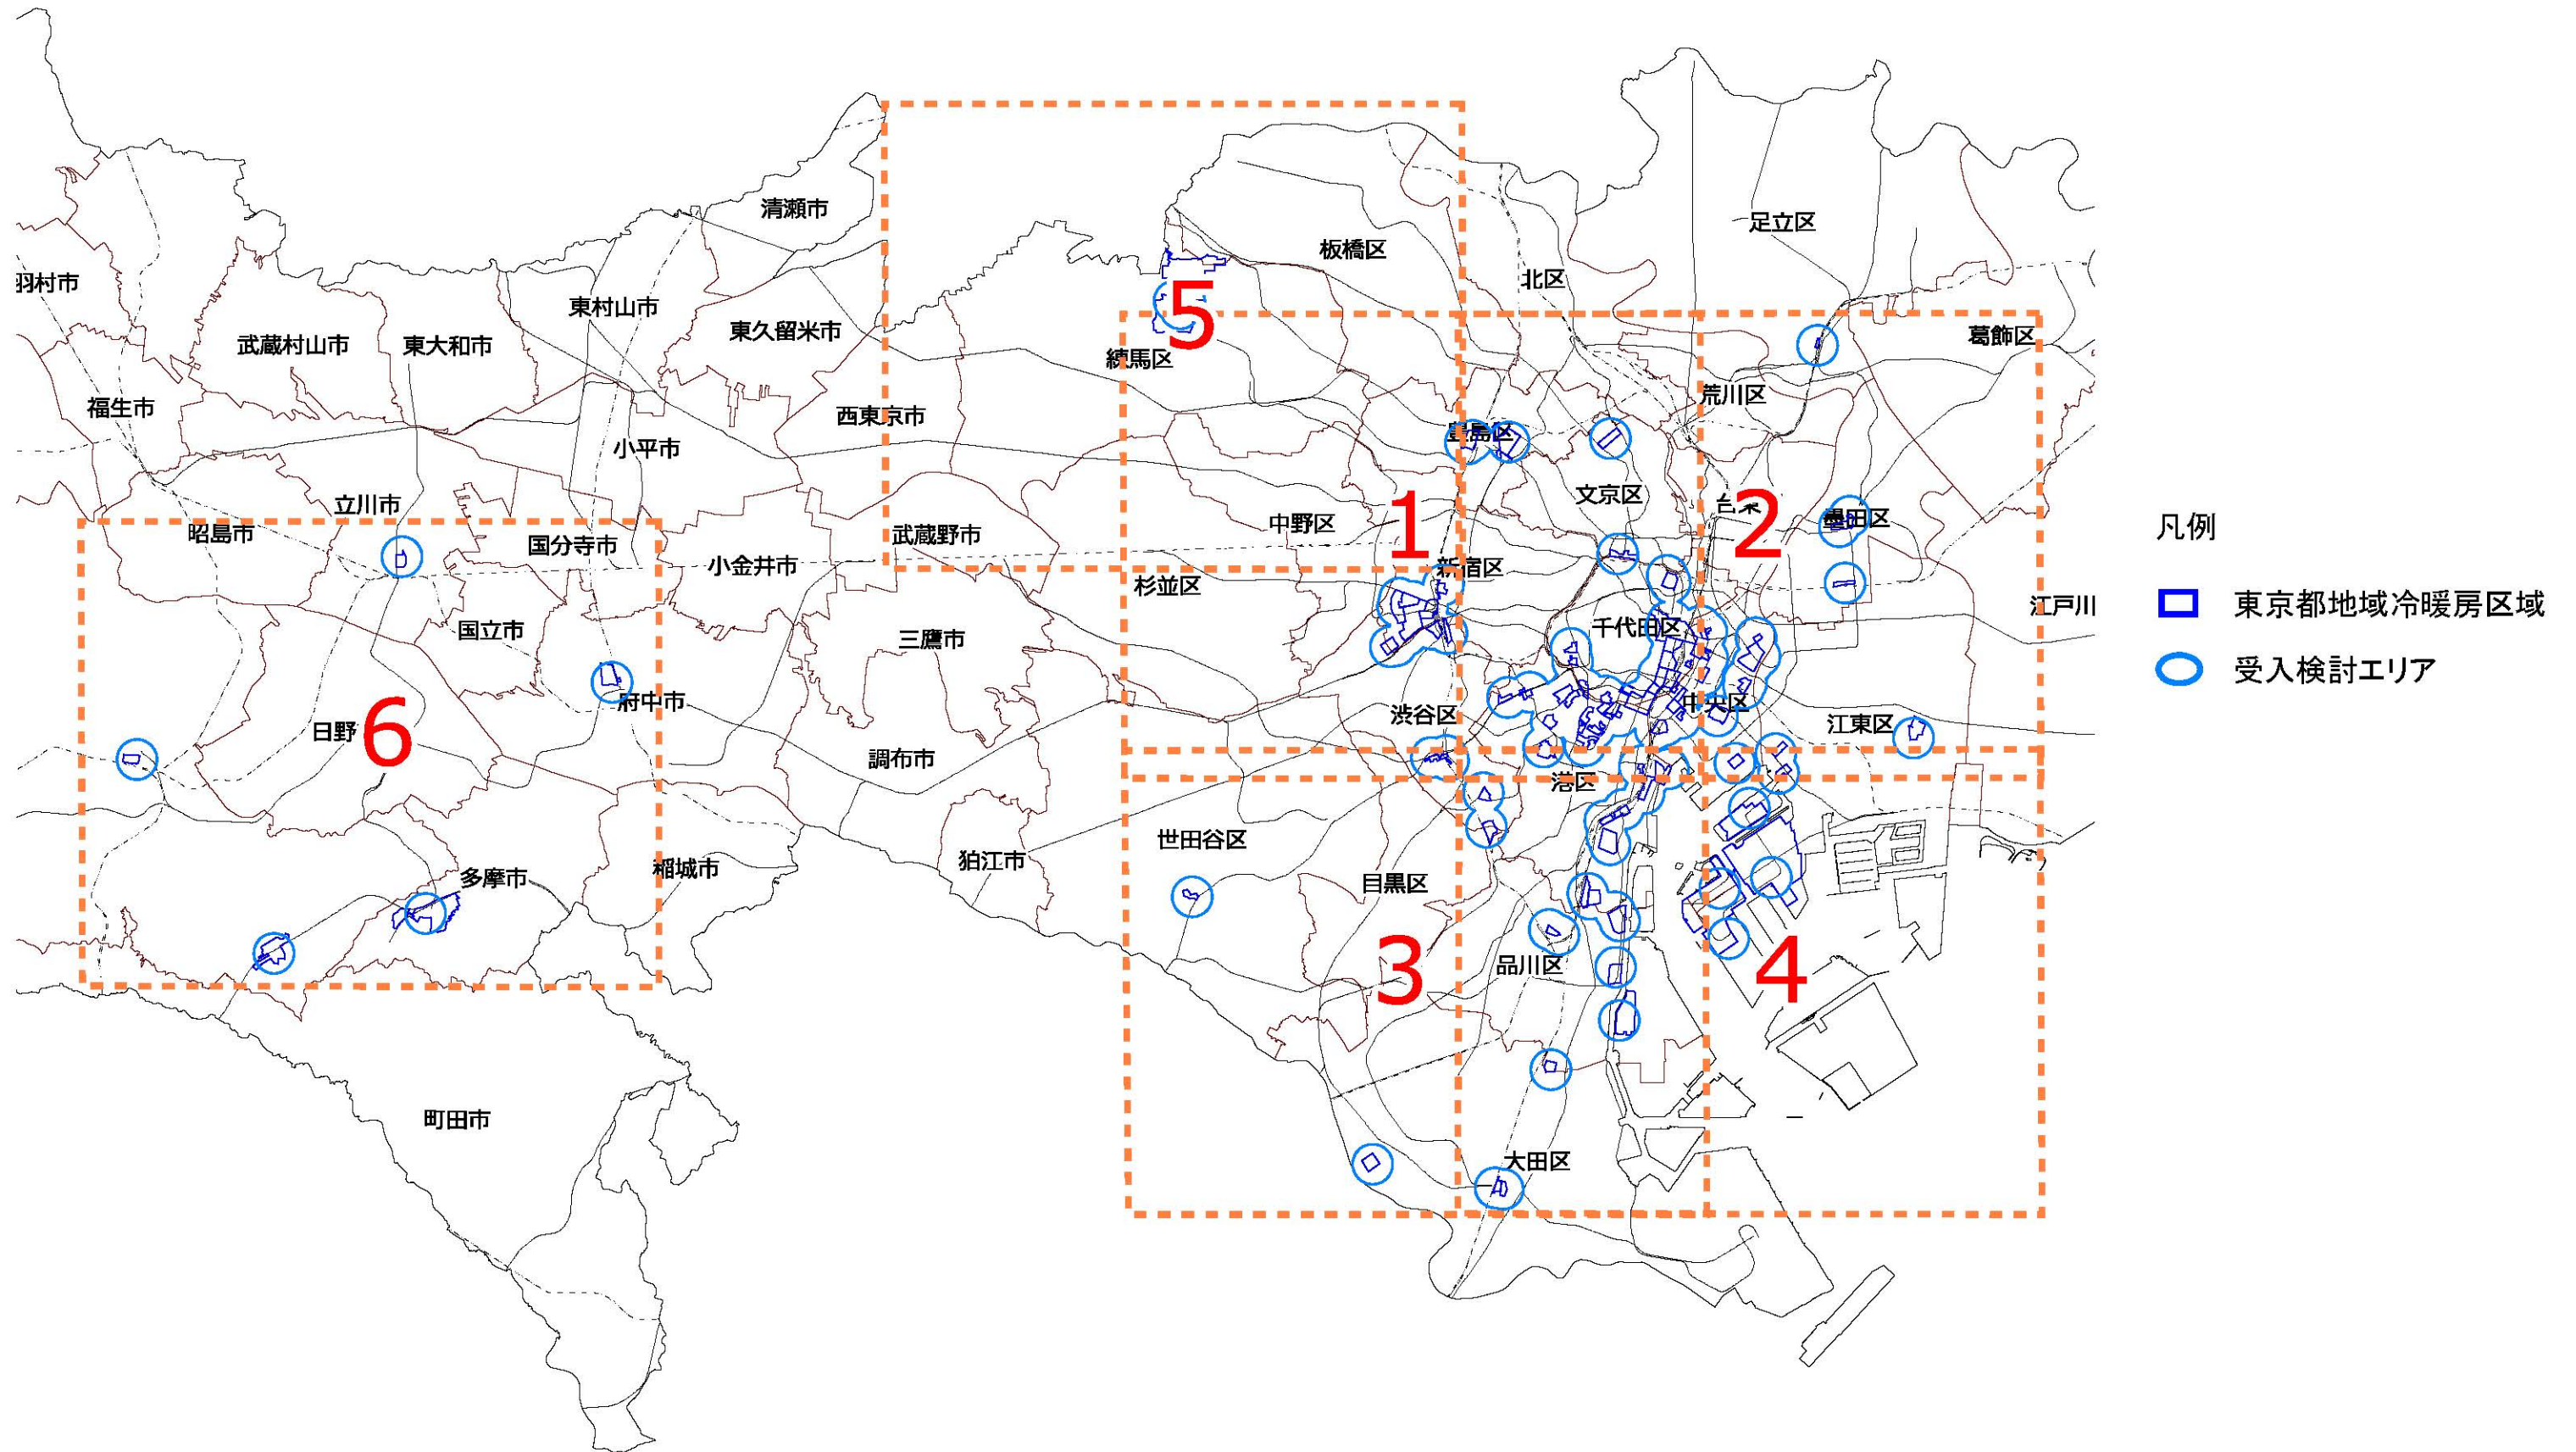 清瀬市
足立区
板橋区
北区
羽村市
東村山市
5
東久留米市
葛飾区
武蔵村山市
東大和市
練馬区
荒川区
福生市
西東京市
豊島区
小平市
文京区
立川市
台東
2
墨田区
中野区
1
昭島市
国分寺市
武蔵野市
凡例
小金井市
新宿区
杉並区
東京都地域冷暖房区域
江戸川
国立市
三鷹市
千代田区
受入検討エリア
府中市
中央区
渋谷区
江東区
日野
6
調布市
港区
世田谷区
狛江市
稲城市
多摩市
目黒区
品川区
3
4
町田市
大田区